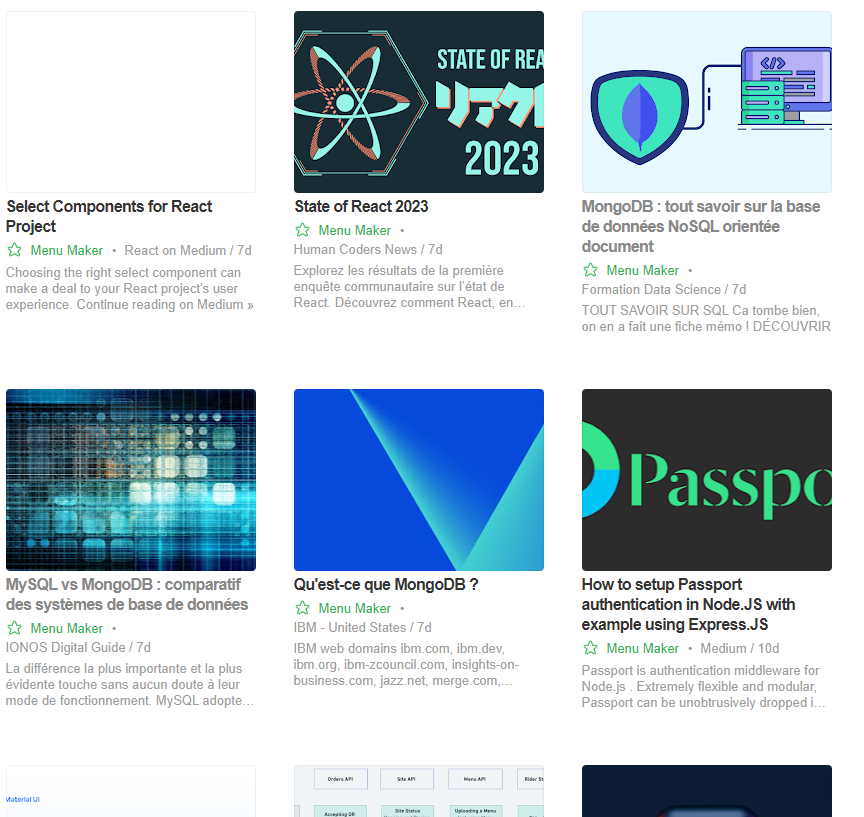 Select Components for React
Project
Menu Maker • React on Medium / 7d
Choosing the right select component can
make a deal to your React project’s user
experience. Continue reading on Medium »
STATE OF REA
リアク
2023
State of React 2023
Menu Maker •
Human Coders News / 7d
Explorez les résultats de la première
enquête communautaire sur l’état de
React. Découvrez comment React, en…
</>
MongoDB : tout savoir sur la base
de données NoSQL orientée
document
Menu Maker •
Formation Data Science / 7d
TOUT SAVOIR SUR SQL Ca tombe bien,
on en a fait une fiche mémo ! DÉCOUVRIR
MySQL vs MongoDB : comparatif
des systèmes de base de données
Menu Maker •
IONOS Digital Guide / 7d
La différence la plus importante et la plus
évidente touche sans aucun doute à leur
mode de fonctionnement. MySQL adopte…
Qu'est-ce que MongoDB ?
Menu Maker •
IBM - United States / 7d
IBM web domains ibm.com, ibm.dev,
ibm.org, ibm-zcouncil.com, insights-on-
business.com, jazz.net, merge.com,…
Passpo
How to setup Passport
authentication in Node.JS with
example using Express.JS
Menu Maker • Medium / 10d
Passport is authentication middleware for
Node.js . Extremely flexible and modular,
Passport can be unobtrusively dropped i…
Material UI
Orders API
Site API
Menu API
Rider St
Accepting OR
Site Status
Uploading a Menu